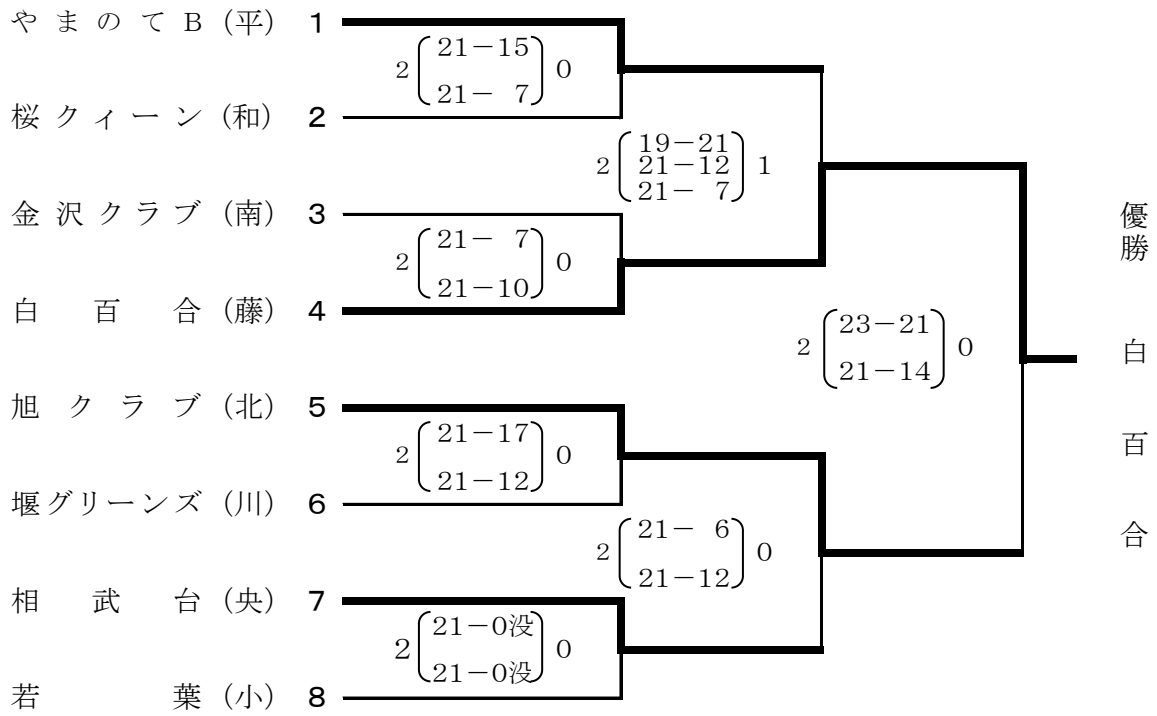 やまのてB (平) 1
2 21-15 0
21- 7
桜クィーン (和) 2
2 19-21 1
21-12
21- 7
金沢クラブ (南) 3
2 21- 7 0
21-10
白百合 (藤) 4
2 23-21 0
21-14
旭クラブ (北) 5
2 21-17 0
21-12
堰グリーンズ (川) 6
2 21- 6 0
21-12
相武台 (央) 7
2 21-0没 0
21-0没
若葉 (小) 8
優勝 白百合